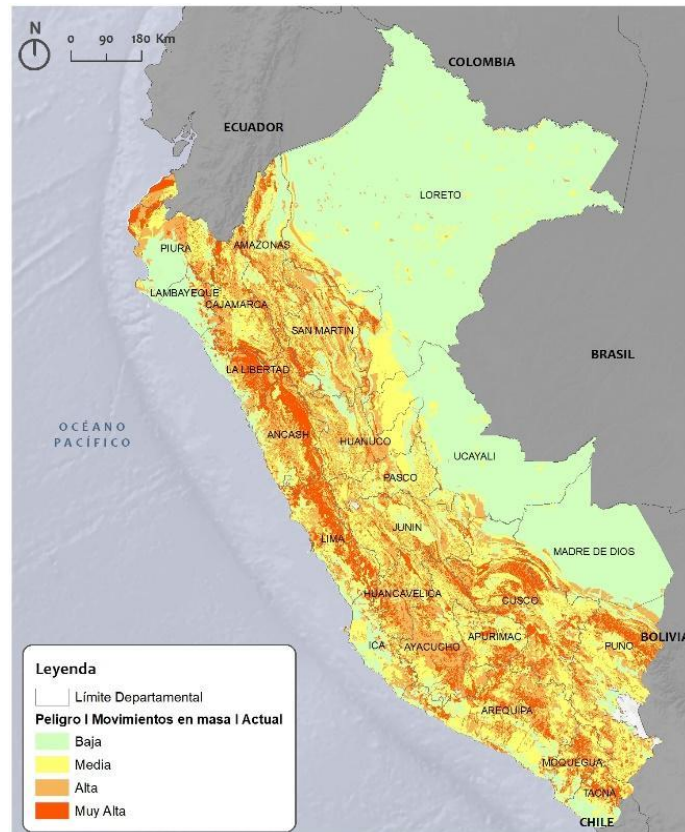 N
0 90 180 Km
COLOMBIA
ECUADOR
LORETO
AMAZONAS
PIURA
LAMBAYEQUE
CAJAMARCA
SAN MARTIN
BRASIL
LA LIBERTAD
OCÉANO
PACÍFICO
ANCASH
HUANUCO
UCAYALI
PASCO
JUNIN
LIMA
MADRE DE DIOS
HUANCAVELICA
CUSCO
BOLIVIA
ICA
AYACUCHO
APURIMAC
PUNO
AREQUIPA
MOQUEGUA
TACNA
CHILE
Leyenda
Límite Departamental
Peligro I Movimientos en masa I Actual
Baja
Media
Alta
Muy Alta